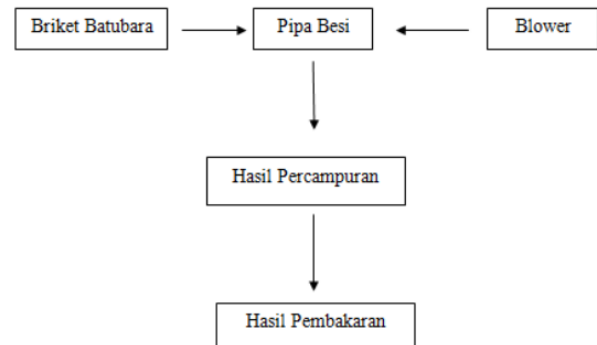 Briket Batubara
Pipa Besi
Blower
Hasil Percampuran
Hasil Pembakaran